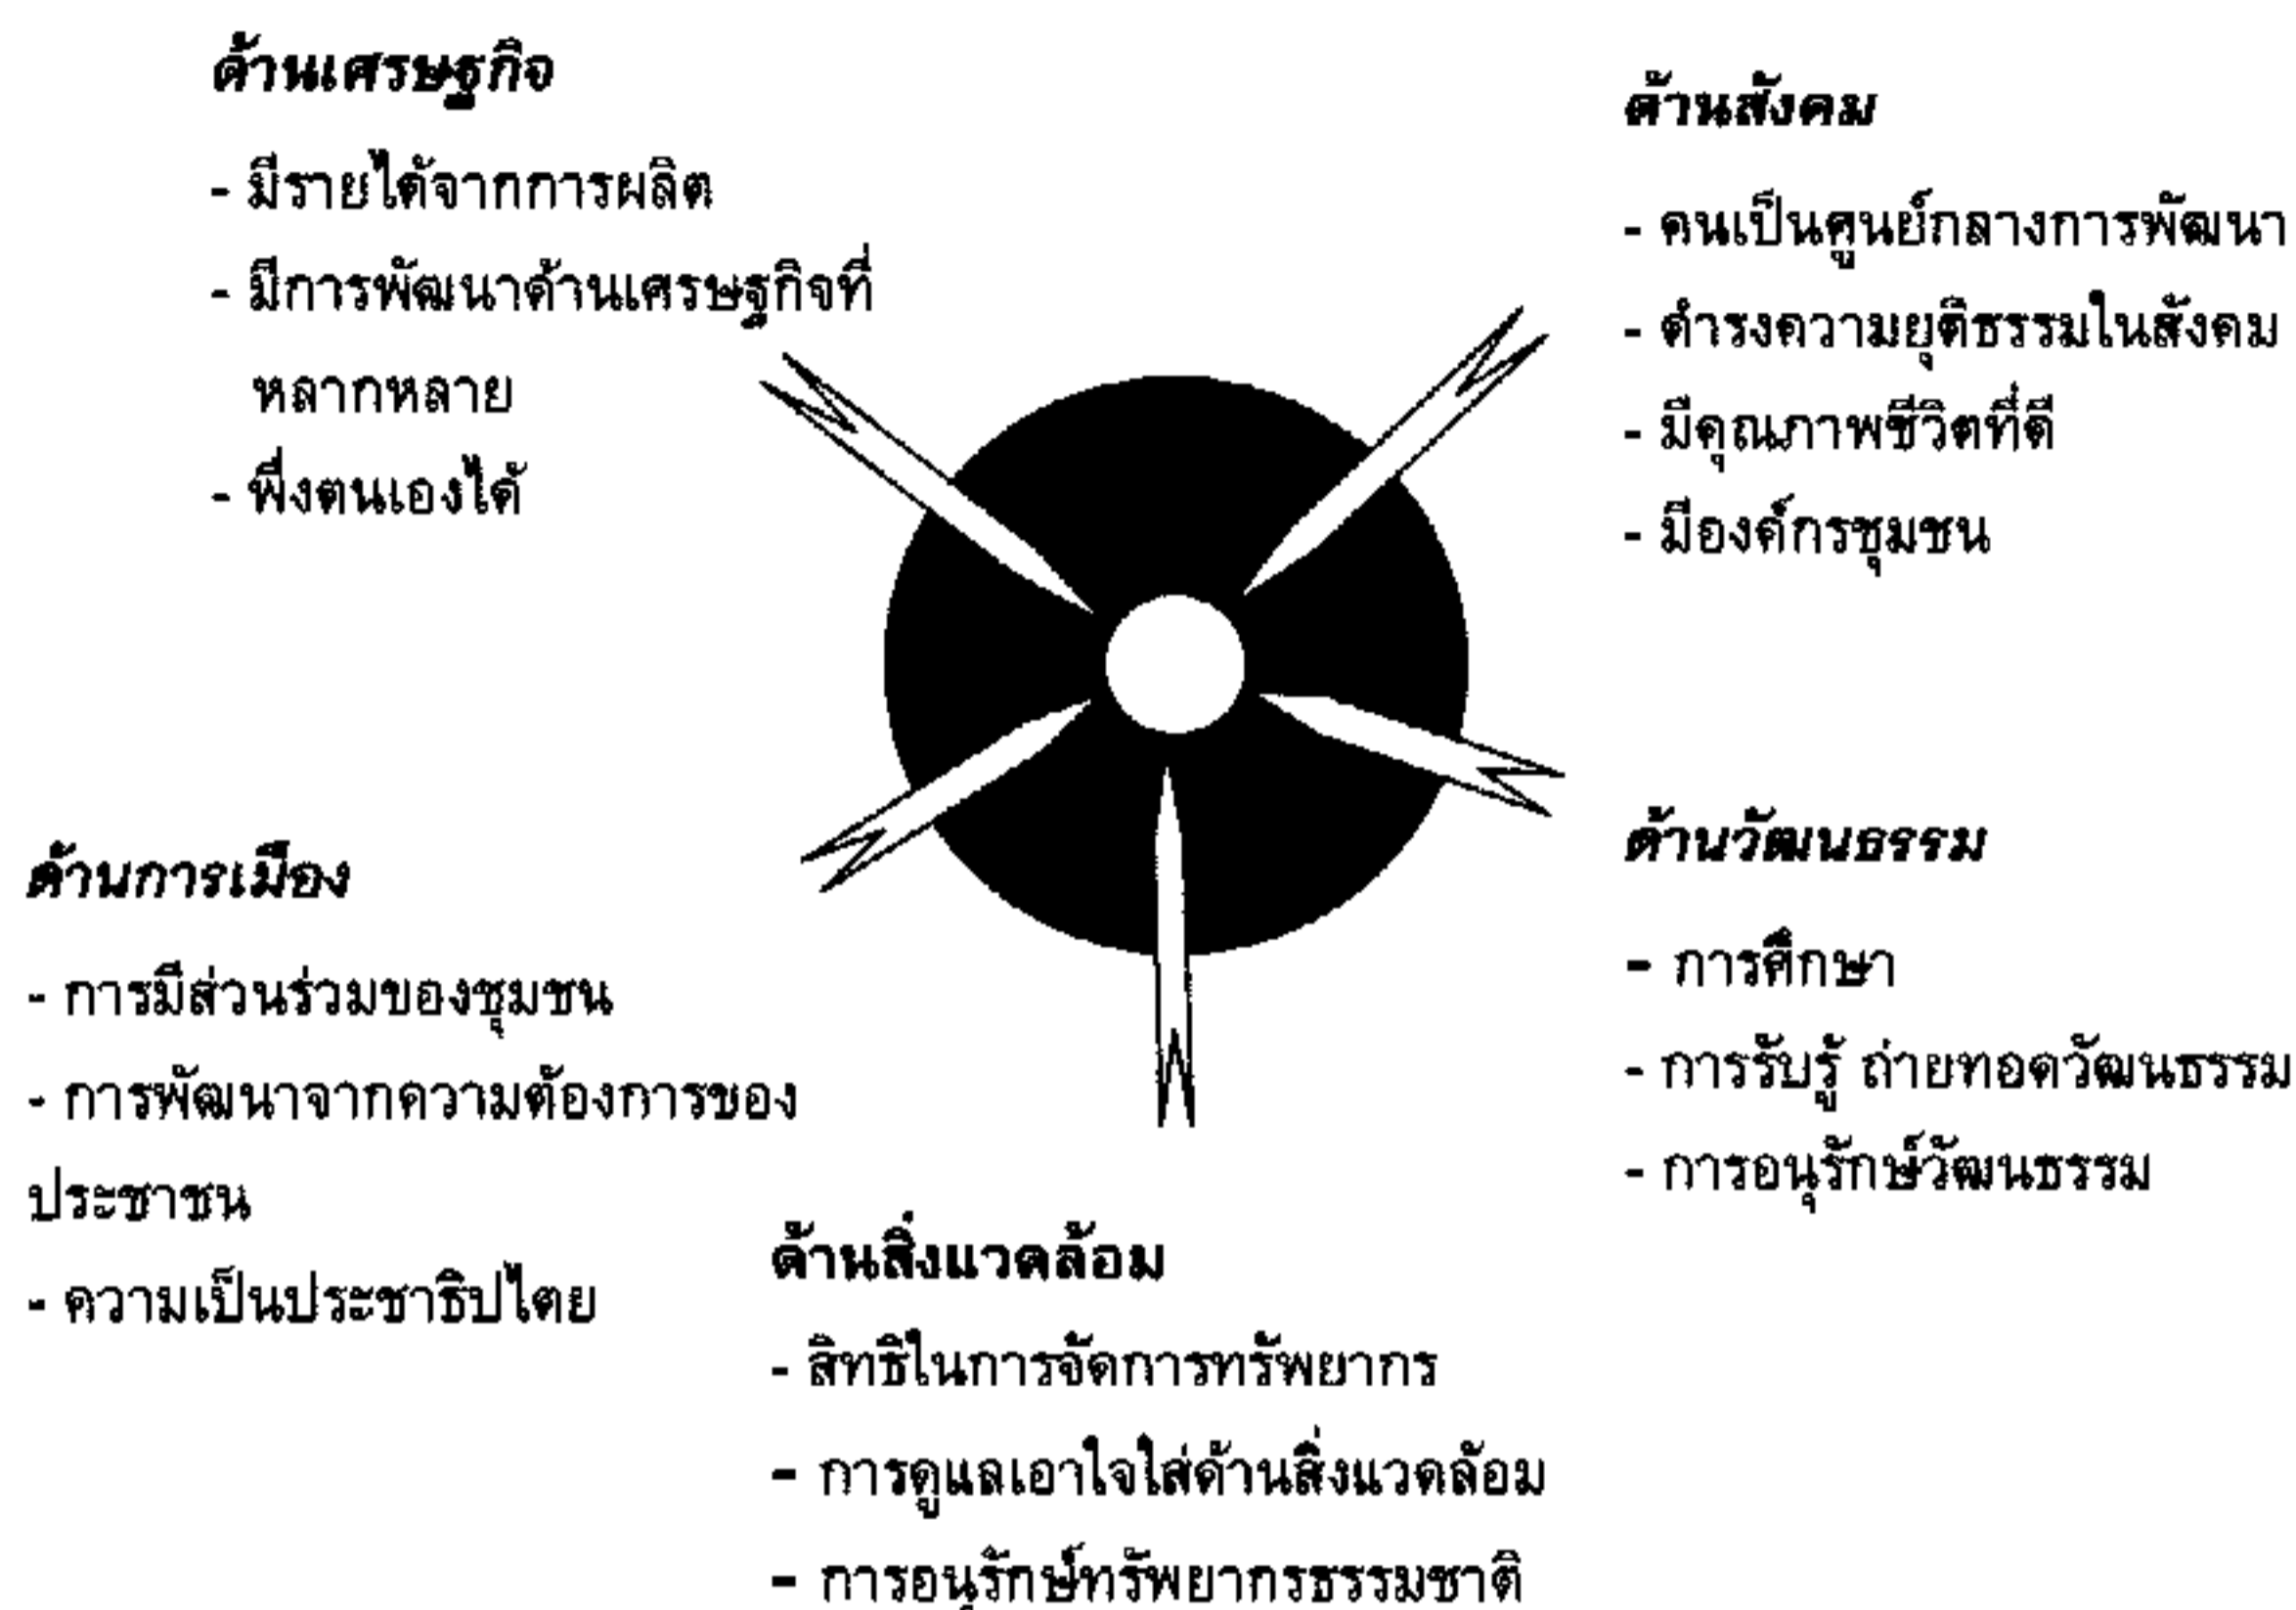 ด้านเศรษฐกิจ
- มีรายได้จากการผลิต
- มีการพัฒนาด้านเศรษฐกิจที่
หลากหลาย
- พึ่งตนเองได้
ด้านสังคม
- คนเป็นศูนย์กลางการพัฒนา
- ดำรงความยุติธรรมในสังคม
- มีคุณภาพชีวิตที่ดี
- มีองค์กรชุมชน
ด้านการเมือง
- การมีส่วนร่วมของชุมชน
- การพัฒนาจากความต้องการของ
ประชาชน
- ความเป็นประชาธิปไตย
ด้านวัฒนธรรม
- การศึกษา
- การรับรู้ ถ่ายทอดวัฒนธรรม
- การอนุรักษ์วัฒนธรรม
ด้านสิ่งแวดล้อม
- สิทธิในการจัดการทรัพยากร
- การดูแลเอาใจใส่ด้านสิ่งแวดล้อม
- การอนุรักษ์ทรัพยากรธรรมชาติ